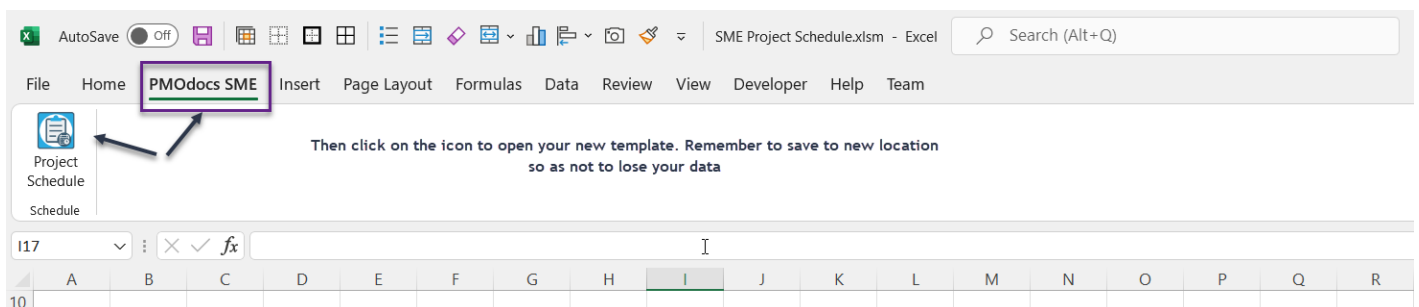 AutoSave Off SME Project Schedule.xlsm - Excel Search (Alt+Q)
File Home PMOdocs SME Insert Page Layout Formulas Data Review View Developer Help Team
Then click on the icon to open your new template. Remember to save to new location
so as not to lose your data
Project
Schedule
Schedule
I17 fx
A B C D E F G H I J K L M N O P Q R
10